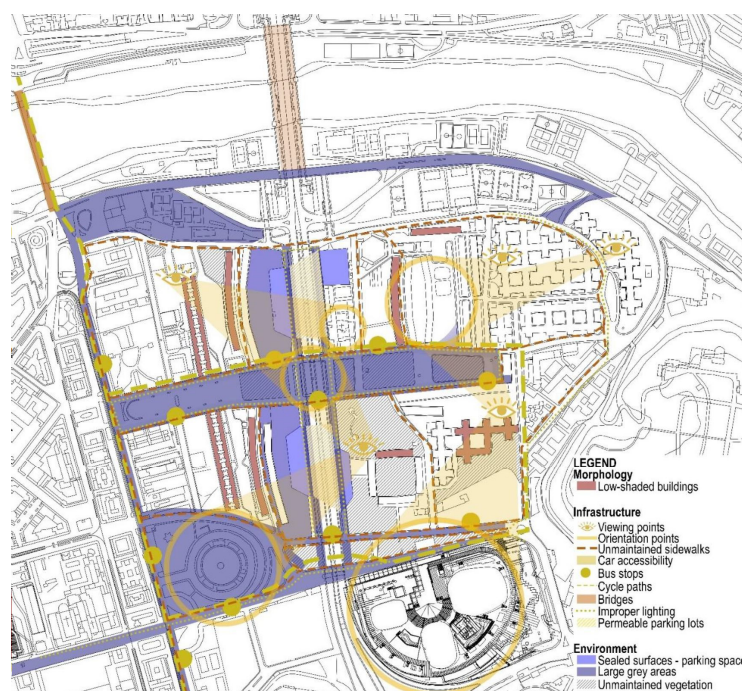 LEGEND
Morphology
Low-shaded buildings
Infrastructure
Viewing points
Orientation points
Unmaintained sidewalks
Car accessibility
Bus stops
Cycle paths
Bridges
Improper lighting
Permeable parking lots
Environment
Sealed surfaces - parking space
Large grey areas
Unmaintained vegetation